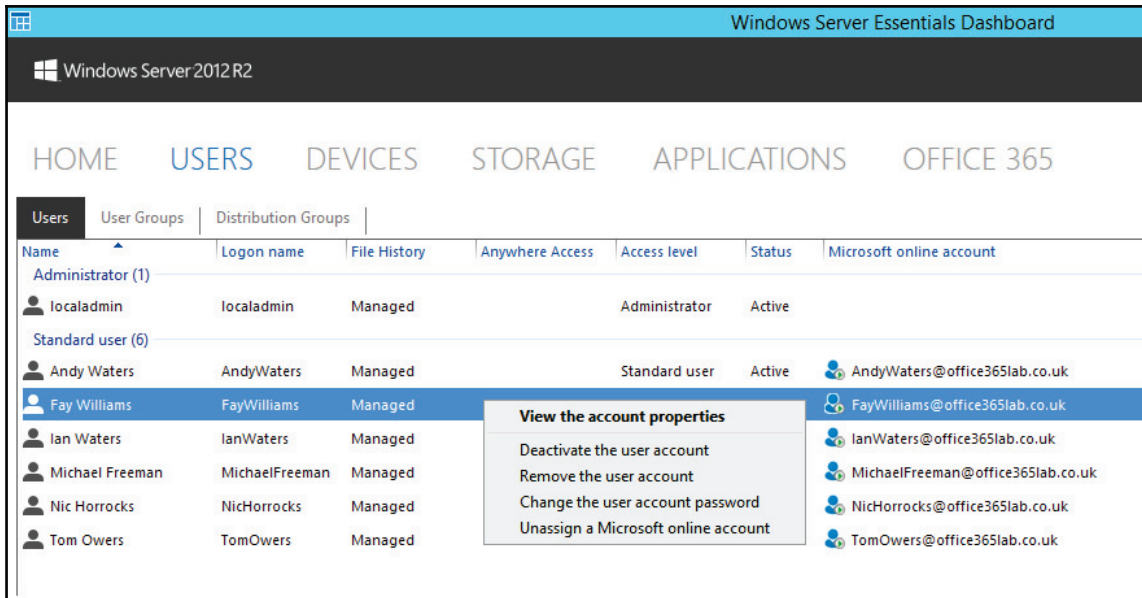 Windows Server Essentials Dashboard
Windows Server 2012 R2
HOME USERS DEVICES STORAGE APPLICATIONS OFFICE 365
Users User Groups Distribution Groups
Name Logon name File History Anywhere Access Access level Status Microsoft online account
Administrator (1)
localadmin localadmin Managed Administrator Active
Standard user (6)
Andy Waters AndyWaters Managed Standard user Active AndyWaters@office365lab.co.uk
Fay Williams FayWilliams Managed FayWilliams@office365lab.co.uk
Ian Waters IanWaters Managed IanWaters@office365lab.co.uk
Michael Freeman MichaelFreeman Managed MichaelFreeman@office365lab.co.uk
Nic Horrocks NicHorrocks Managed NicHorrocks@office365lab.co.uk
Tom Owers TomOwers Managed TomOwers@office365lab.co.uk
View the account properties
Deactivate the user account
Remove the user account
Change the user account password
Unassign a Microsoft online account